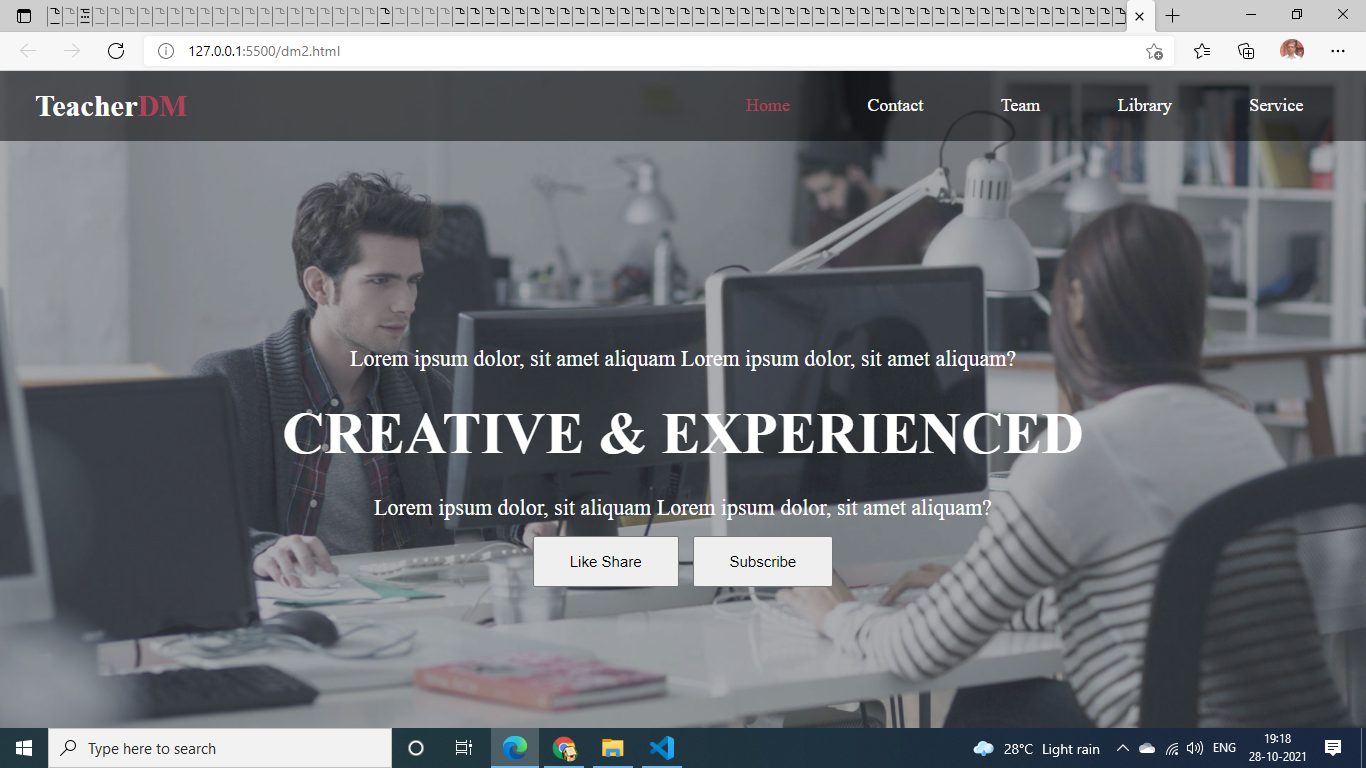 127.0.0.1:5500/dm2.html
TeacherDM
Home
Contact
Team
Library
Service
Lorem ipsum dolor, sit amet aliquam Lorem ipsum dolor, sit amet aliquam?
CREATIVE & EXPERIENCED
Lorem ipsum dolor, sit aliquam Lorem ipsum dolor, sit amet aliquam?
Like Share
Subscribe
Type here to search
28°C Light rain
ENG
19:18
28-10-2021